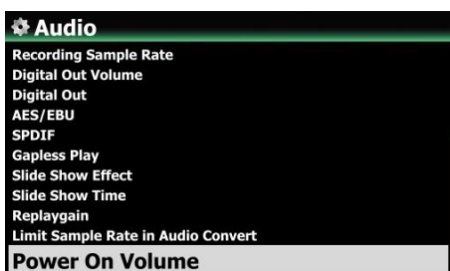 Audio
Recording Sample Rate
Digital Out Volume
Digital Out
AES/EBU
SPDIF
Gapless Play
Slide Show Effect
Slide Show Time
Replaygain
Limit Sample Rate in Audio Convert
Power On Volume